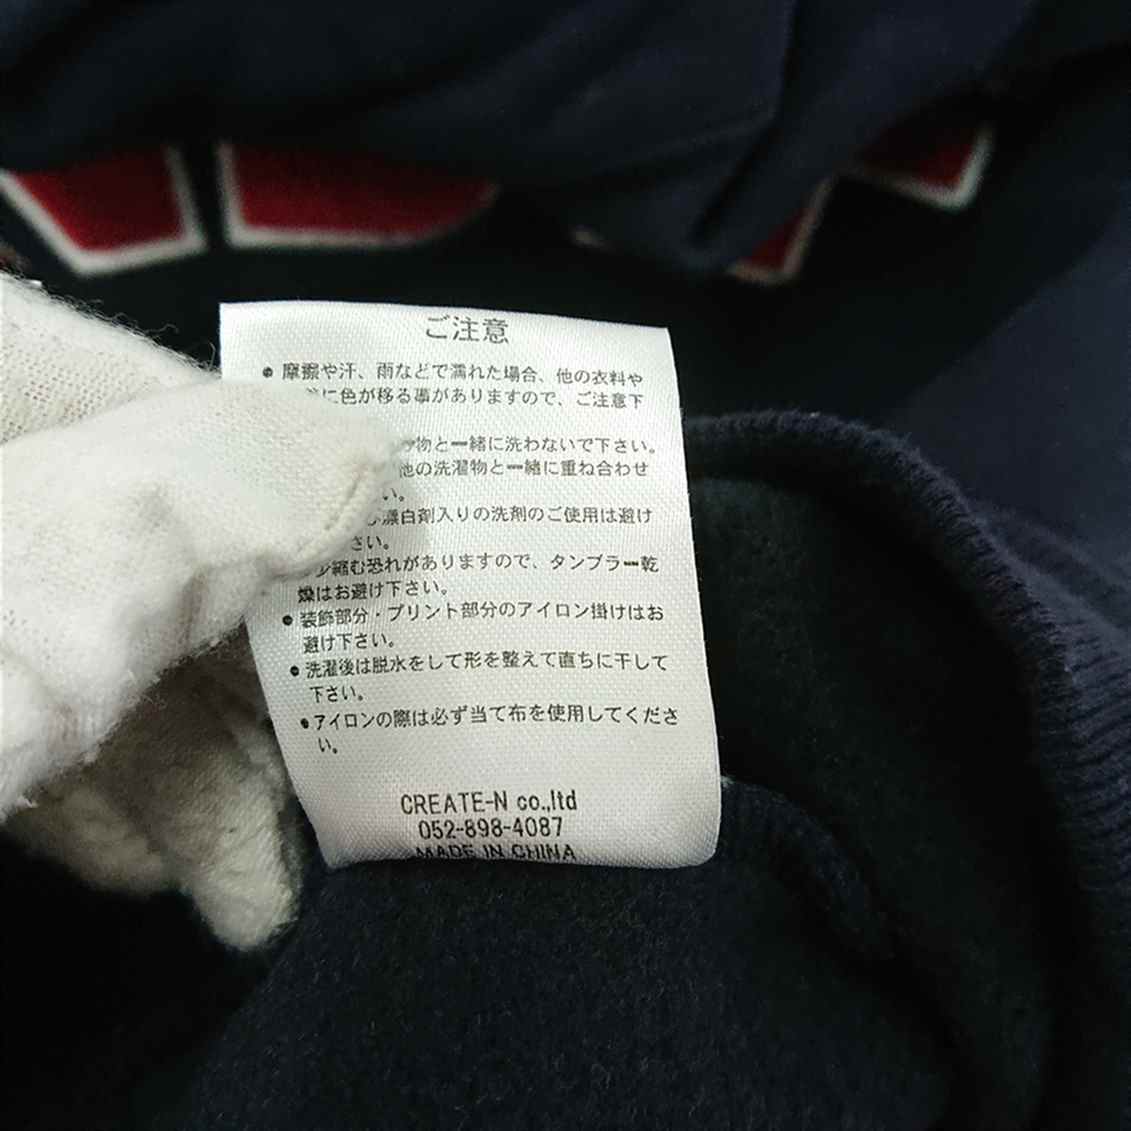 ご注意
● 摩擦や汗、雨などで濡れた場合、他の衣料や
に色が移る事がありますので、ご注意下
物と一緒に洗わないで下さい。
他の洗濯物と一緒に重ね合わせ
い。
漂白剤入りの洗剤のご使用は避け
さい。
縮む恐れがありますので、タンブラー乾
燥はお避け下さい。
● 装飾部分・プリント部分のアイロン掛けはお
避け下さい。
● 洗濯後は脱水をして形を整えて直ちに干して
下さい。
●アイロンの際は必ず当て布を使用してくださ
い。
CREATE-N co.,ltd
052-898-4087
MADE IN CHINA